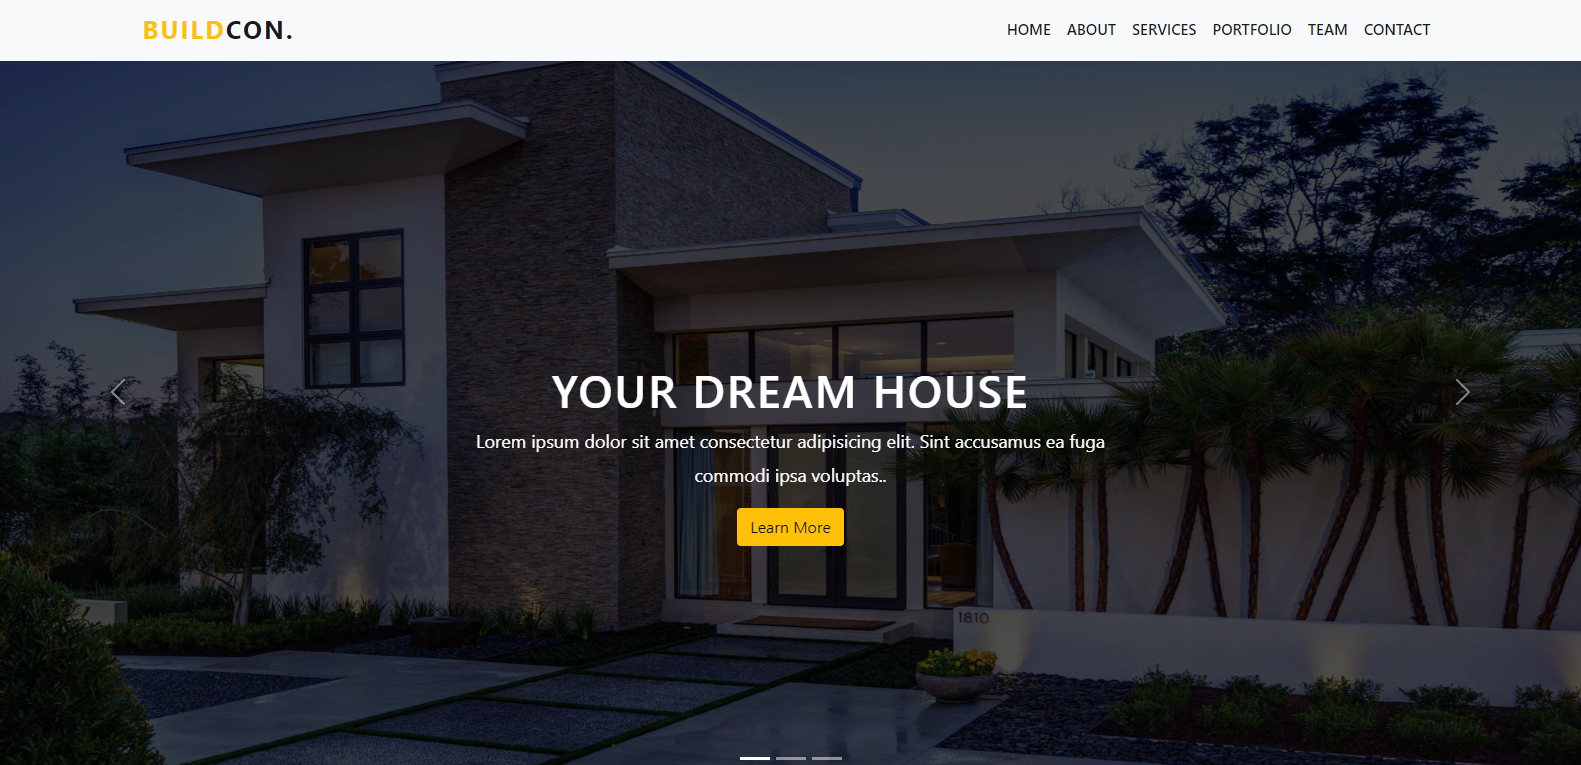 BUILDCON.
HOME ABOUT SERVICES PORTFOLIO TEAM CONTACT
YOUR DREAM HOUSE
Lorem ipsum dolor sit amet consectetur adipisicing elit. Sint accusamus ea fuga
commodi ipsa voluptas..
Learn More
1810